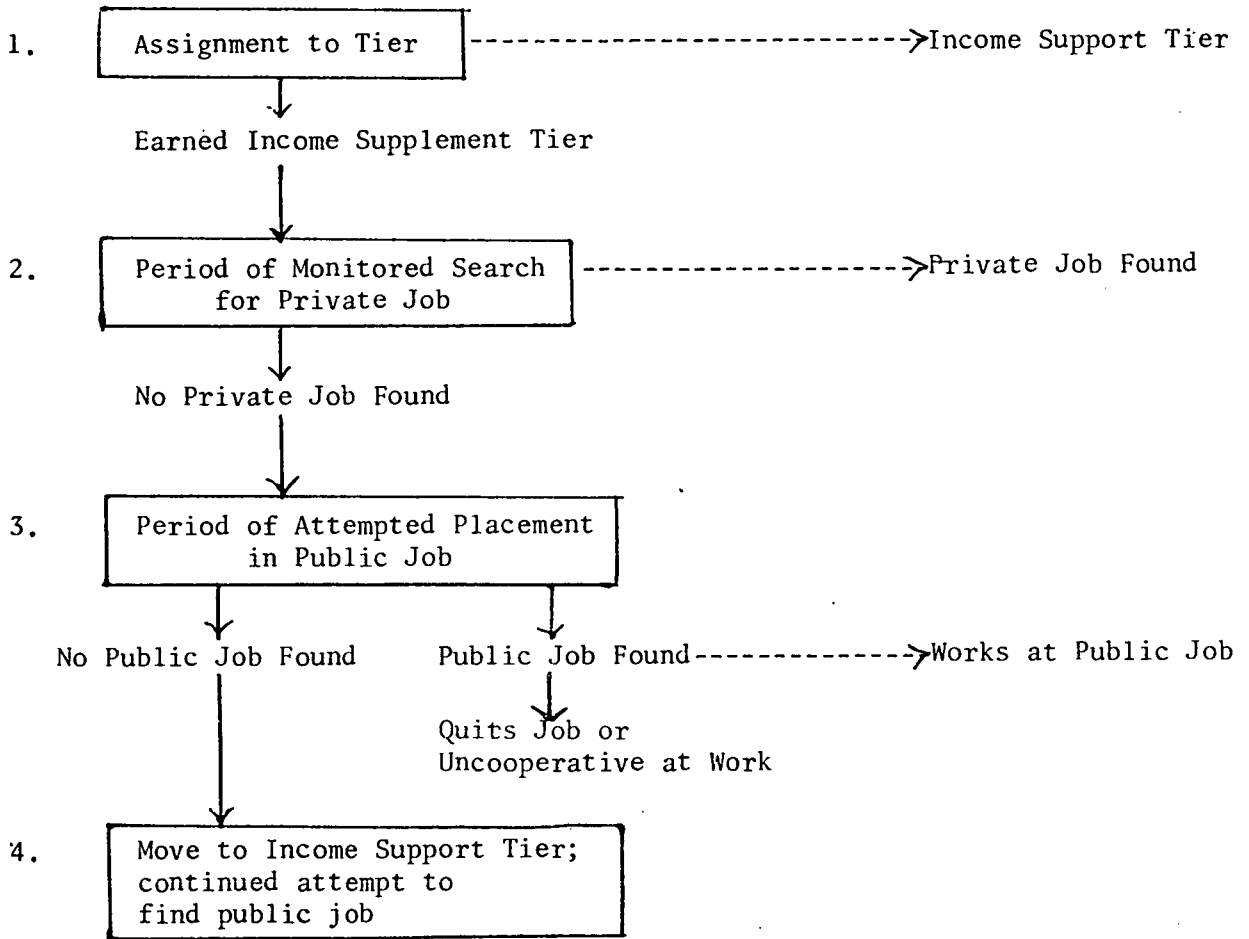 1. Assignment to Tier Income Support Tier
Earned Income Supplement Tier
2. Period of Monitored Search Private Job Found
for Private Job
No Private Job Found
3. Period of Attempted Placement
in Public Job
No Public Job Found Public Job Found Works at Public Job
Quits Job or
Uncooperative at Work
4. Move to Income Support Tier;
continued attempt to
find public job